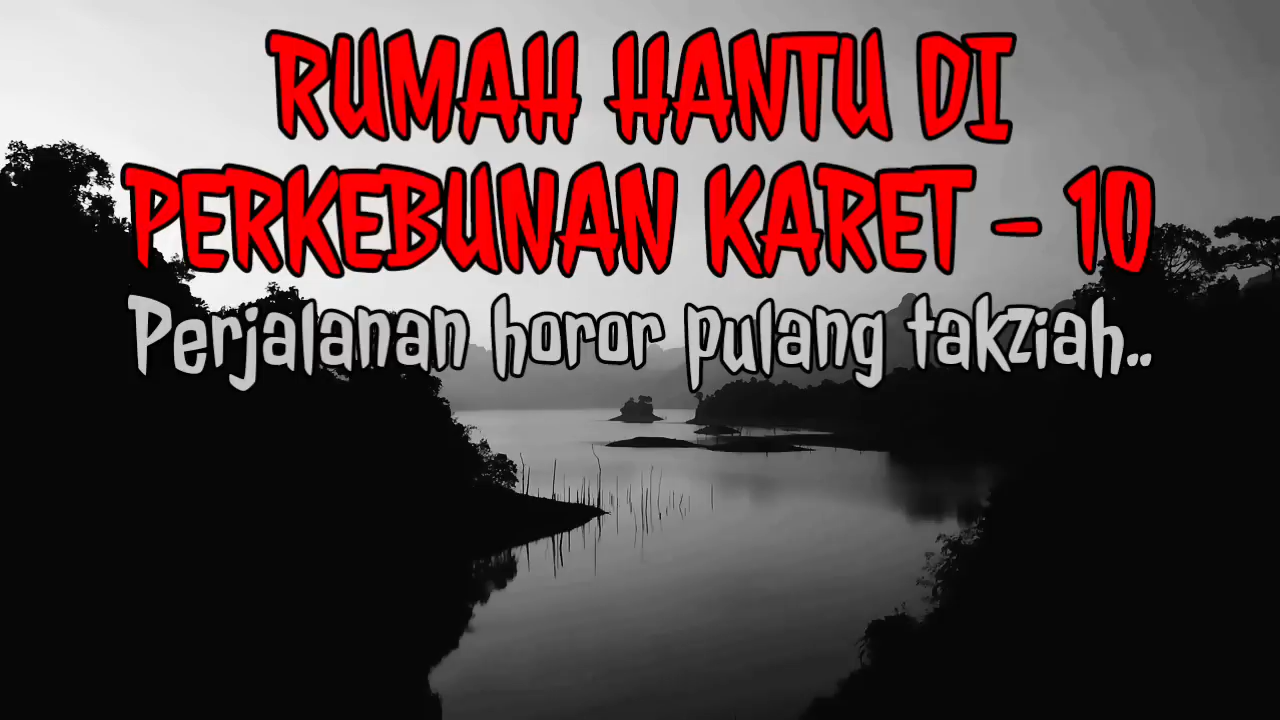 RUMAH HANTU DI
PERKEBUNAN KARET - 10
Perjalanan horor pulang takziah..